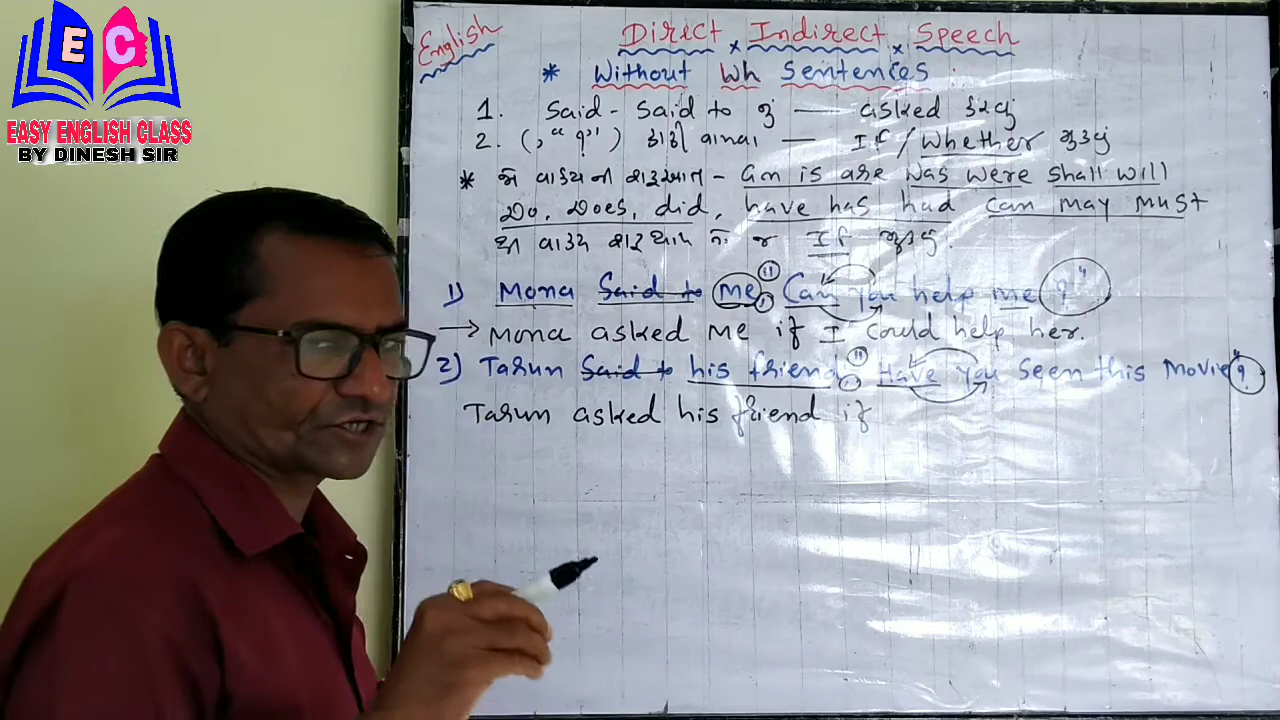 EC
EASY ENGLISH CLASS
BY DINESH SIR
English
Direct x Indirect x Speech
* Without Wh Sentences :
1. Said - Said to નું — asked કરવું
2. (, " ? ") કાઢી નાખી — If / Whether મુકવું
* જે વાક્યની શરૂઆત - am is are was were shall will
Do, Does, did, have has had can may must
થી વાક્ય શરૂ થાય તો જ If મુકવું.
1) Mona Said to me, " Can you help me ? "
→ Mona asked me if I could help her.
2) Tarun Said to his friend, " Have you seen this movie ? "
Tarun asked his friend if